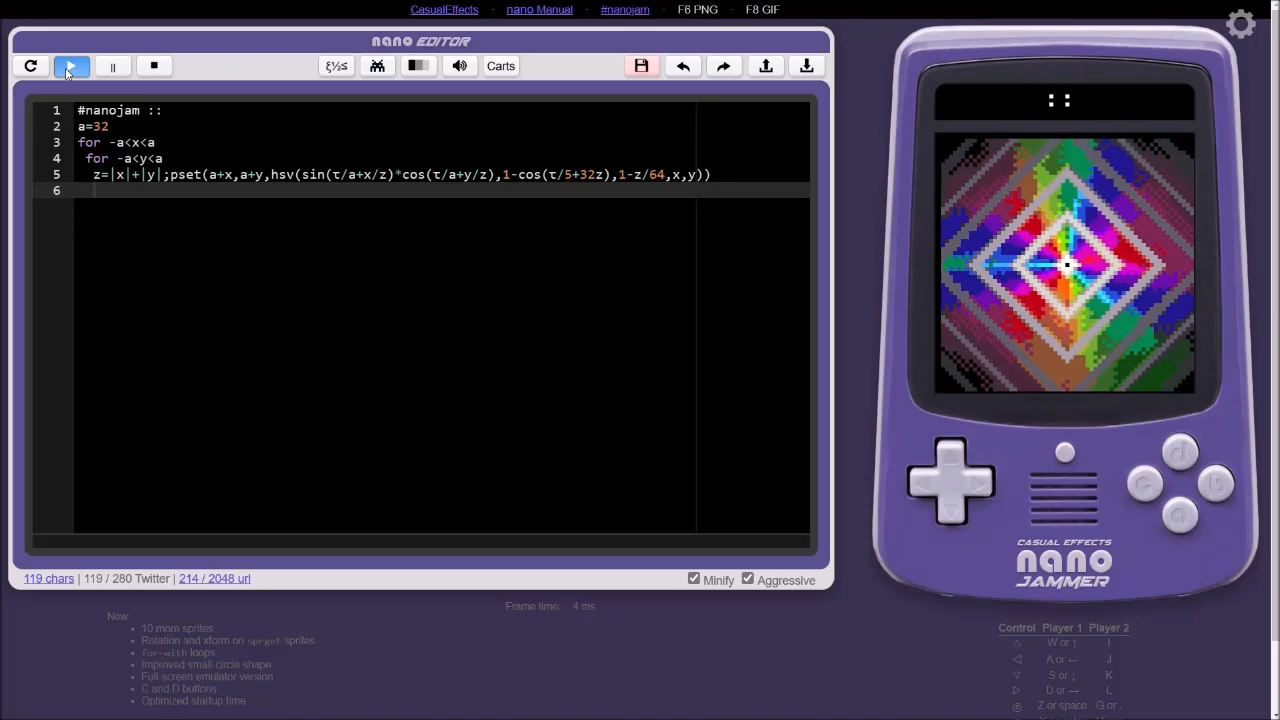 CasualEffects nano Manual #nanojam F6 PNG F8 GIF
nano EDITOR
ξ½≤ Carts
1 #nanojam ::
2 a=32
3 for -a<x<a
4 for -a<y<a
5 z=|x|+|y|;pset(a+x,a+y,hsv(sin(τ/a+x/z)*cos(τ/a+y/z),1-cos(τ/5+32z),1-z/64,x,y))
6
119 chars | 119 / 280 Twitter | 214 / 2048 url
Minify Aggressive
Frame time: 4 ms
New
10 more sprites
Rotation and xform on sprget sprites
for-with loops
Improved small-circle shape
Full-screen emulator version
C and D buttons
Optimized startup time
::
CASUAL EFFECTS
nano
JAMMER
Control Player 1 Player 2
△ W or ↑ I
◁ A or ← J
▽ S or ↓ K
▷ D or → L
ⓟ Z or space G or .